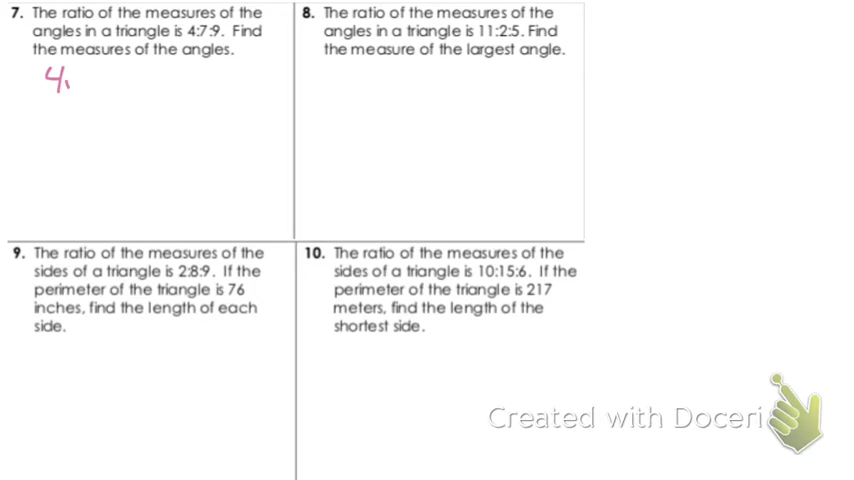 7. The ratio of the measures of the
angles in a triangle is 4:7:9. Find
the measures of the angles.
4
8. The ratio of the measures of the
angles in a triangle is 11:2:5. Find
the measure of the largest angle.
9. The ratio of the measures of the
sides of a triangle is 2:8:9. If the
perimeter of the triangle is 76
inches, find the length of each
side.
10. The ratio of the measures of the
sides of a triangle is 10:15:6. If the
perimeter of the triangle is 217
meters, find the length of the
shortest side.
Created with Doceri